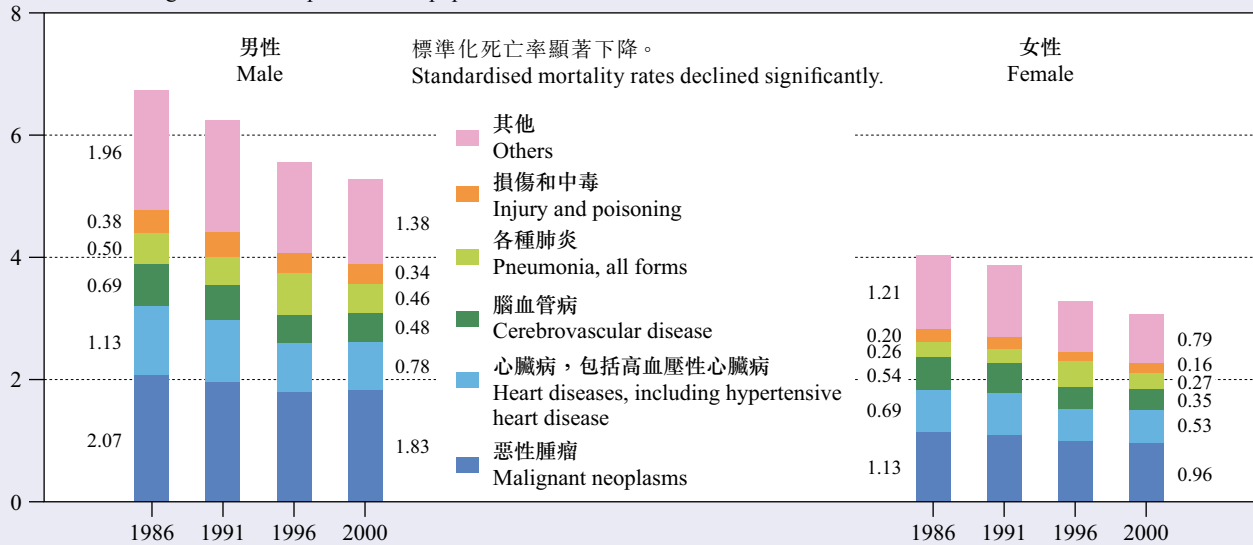 8
6
4
2
0
男性
Male
標準化死亡率顯著下降。
Standardised mortality rates declined significantly.
女性
Female
其他
Others
損傷和中毒
Injury and poisoning
各種肺炎
Pneumonia, all forms
腦血管病
Cerebrovascular disease
心臟病，包括高血壓性心臟病
Heart diseases, including hypertensive
heart disease
惡性腫瘤
Malignant neoplasms
1.96
0.38
0.50
0.69
1.13
2.07
1.38
0.34
0.46
0.48
0.78
1.83
1986
1991
1996
2000
1.21
0.20
0.26
0.54
0.69
1.13
0.79
0.16
0.27
0.35
0.53
0.96
1986
1991
1996
2000